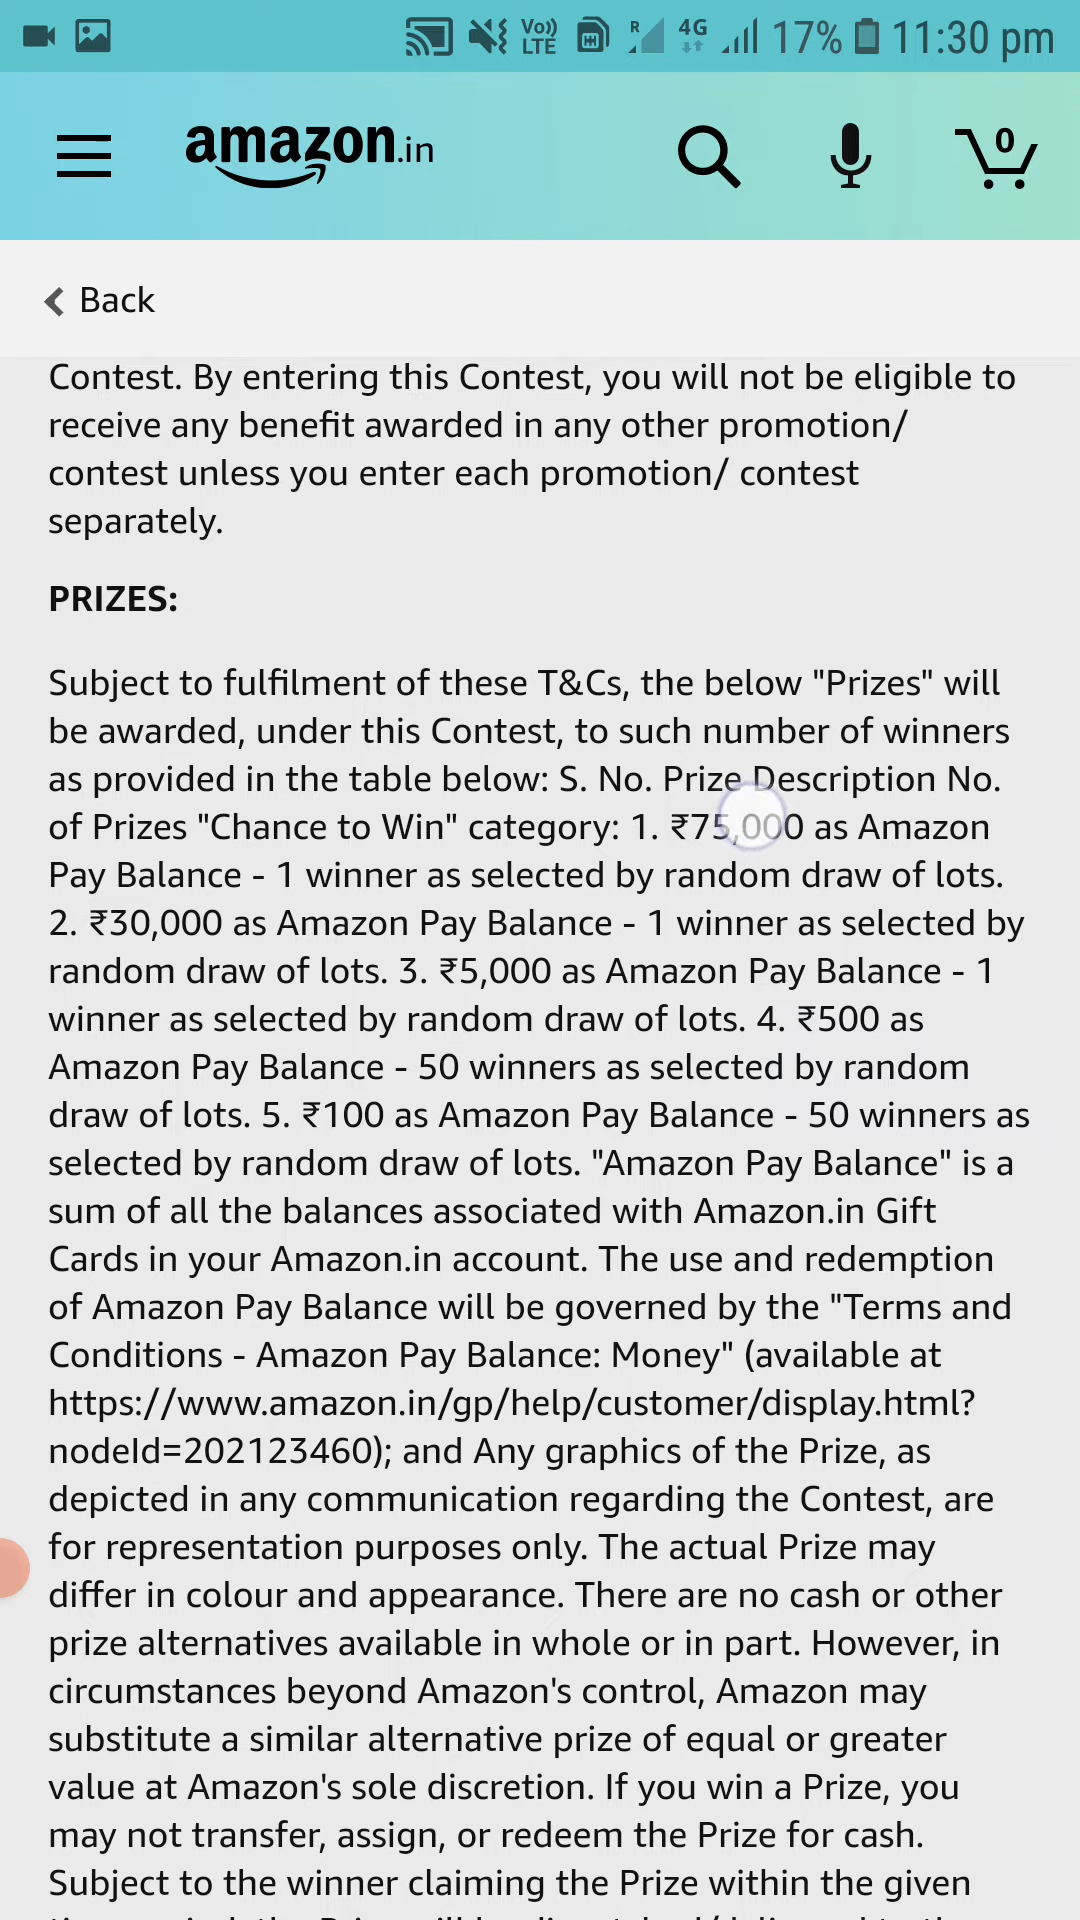 Vo))
LTE
R
4G
17%
11:30 pm
amazon.in
0
Back
Contest. By entering this Contest, you will not be eligible to
receive any benefit awarded in any other promotion/
contest unless you enter each promotion/ contest
separately.
PRIZES:
Subject to fulfilment of these T&Cs, the below "Prizes" will
be awarded, under this Contest, to such number of winners
as provided in the table below: S. No. Prize Description No.
of Prizes "Chance to Win" category: 1. ₹75,000 as Amazon
Pay Balance - 1 winner as selected by random draw of lots.
2. ₹30,000 as Amazon Pay Balance - 1 winner as selected by
random draw of lots. 3. ₹5,000 as Amazon Pay Balance - 1
winner as selected by random draw of lots. 4. ₹500 as
Amazon Pay Balance - 50 winners as selected by random
draw of lots. 5. ₹100 as Amazon Pay Balance - 50 winners as
selected by random draw of lots. "Amazon Pay Balance" is a
sum of all the balances associated with Amazon.in Gift
Cards in your Amazon.in account. The use and redemption
of Amazon Pay Balance will be governed by the "Terms and
Conditions - Amazon Pay Balance: Money" (available at
https://www.amazon.in/gp/help/customer/display.html?
nodeId=202123460); and Any graphics of the Prize, as
depicted in any communication regarding the Contest, are
for representation purposes only. The actual Prize may
differ in colour and appearance. There are no cash or other
prize alternatives available in whole or in part. However, in
circumstances beyond Amazon's control, Amazon may
substitute a similar alternative prize of equal or greater
value at Amazon's sole discretion. If you win a Prize, you
may not transfer, assign, or redeem the Prize for cash.
Subject to the winner claiming the Prize within the given